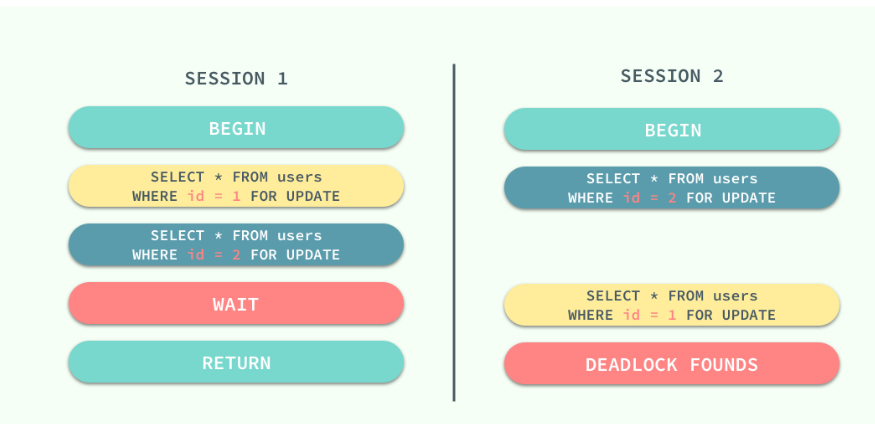 SESSION 1
BEGIN
SELECT * FROM users
WHERE id = 1 FOR UPDATE
SELECT * FROM users
WHERE id = 2 FOR UPDATE
WAIT
RETURN
SESSION 2
BEGIN
SELECT * FROM users
WHERE id = 2 FOR UPDATE
SELECT * FROM users
WHERE id = 1 FOR UPDATE
DEADLOCK FOUNDS